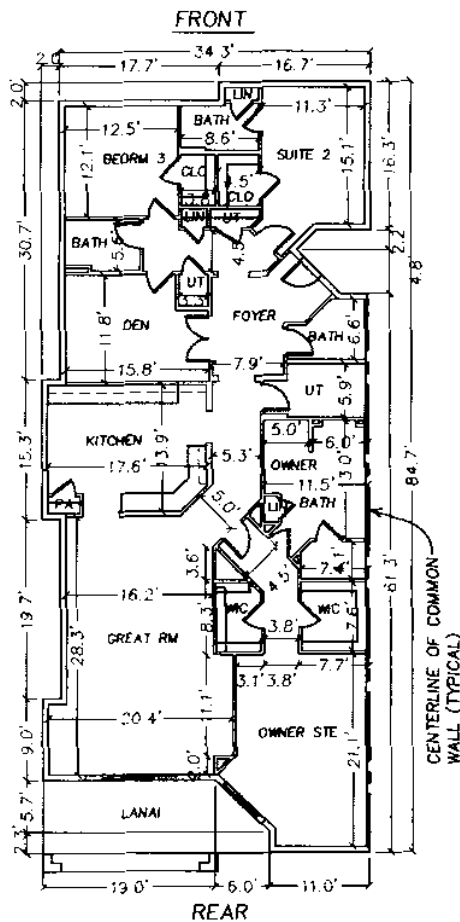 FRONT
34.3'
2.0'
17.7'
16.7'
2.0'
LIN
11.3'
BATH
12.5'
8.6'
BEDRM 3
SUITE 2
12.1'
15.1'
16.3'
CLO
.5'
CLO
LIN
UT
2.2'
4.8'
30.7'
BATH
5.6'
4.5'
UT
3.3'
FOYER
DEN
11.8'
BATH
6.6'
15.8'
7.9'
UT
5.9'
KITCHEN
13.9'
5.3'
5.0'
6.0'
15.3'
OWNER
17.6'
11.5'
BATH
84.7'
PA
5.0'
LI
3.6'
4.5'
7.4'
61.3'
16.2'
WIC
WIC
8.3'
3.8'
7.6'
GREAT RM
28.3'
19.7'
3.1'
3.8'
7.7'
20.4'
11.1'
OWNER STE
21.1'
9.0'
LANAI
5.7'
2.3'
19.0'
6.0'
11.0'
REAR
CENTERLINE OF COMMON
WALL (TYPICAL)